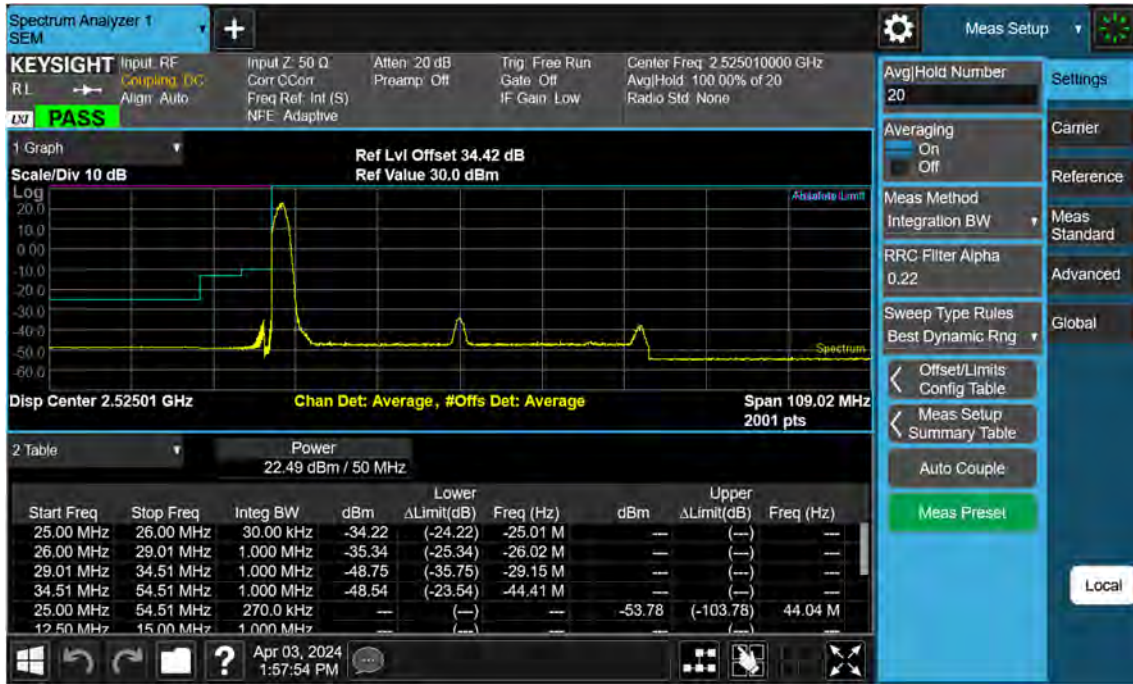 Spectrum Analyzer 1
SEM
Meas Setup
KEYSIGHT
Input: RF
Coupling: DC
Align: Auto
Input Z: 50 Ω
Corr CCorr
Freq Ref: Int (S)
NFE: Adaptive
Atten: 20 dB
Preamp: Off
Trig: Free Run
Gate: Off
IF Gain: Low
Center Freq: 2.525010000 GHz
Avg|Hold: 100.00% of 20
Radio Std: None
RL
LXI PASS
1 Graph
Scale/Div 10 dB
Ref Lvl Offset 34.42 dB
Ref Value 30.0 dBm
Log
Absolute Limit
20.0
10.0
0.00
-10.0
-20.0
-30.0
-40.0
-50.0
-60.0
Spectrum
Disp Center 2.52501 GHz
Chan Det: Average, #Offs Det: Average
Span 109.02 MHz
2001 pts
2 Table
Power
22.49 dBm / 50 MHz
Lower Upper
Start Freq Stop Freq Integ BW dBm ΔLimit(dB) Freq (Hz) dBm ΔLimit(dB) Freq (Hz)
25.00 MHz 26.00 MHz 30.00 kHz -34.22 (-24.22) -25.01 M --- (---) ---
26.00 MHz 29.01 MHz 1.000 MHz -35.34 (-25.34) -26.02 M --- (---) ---
29.01 MHz 34.51 MHz 1.000 MHz -48.75 (-35.75) -29.15 M --- (---) ---
34.51 MHz 54.51 MHz 1.000 MHz -48.54 (-23.54) -44.41 M --- (---) ---
25.00 MHz 54.51 MHz 270.0 kHz --- (---) --- -53.78 (-103.78) 44.04 M
12.50 MHz 15.00 MHz 1.000 MHz --- (---) --- --- (---) ---
Apr 03, 2024
1:57:54 PM
Avg|Hold Number
20
Averaging
On
Off
Meas Method
Integration BW
RRC Filter Alpha
0.22
Sweep Type Rules
Best Dynamic Rng
Offset/Limits
Config Table
Meas Setup
Summary Table
Auto Couple
Meas Preset
Settings
Carrier
Reference
Meas
Standard
Advanced
Global
Local